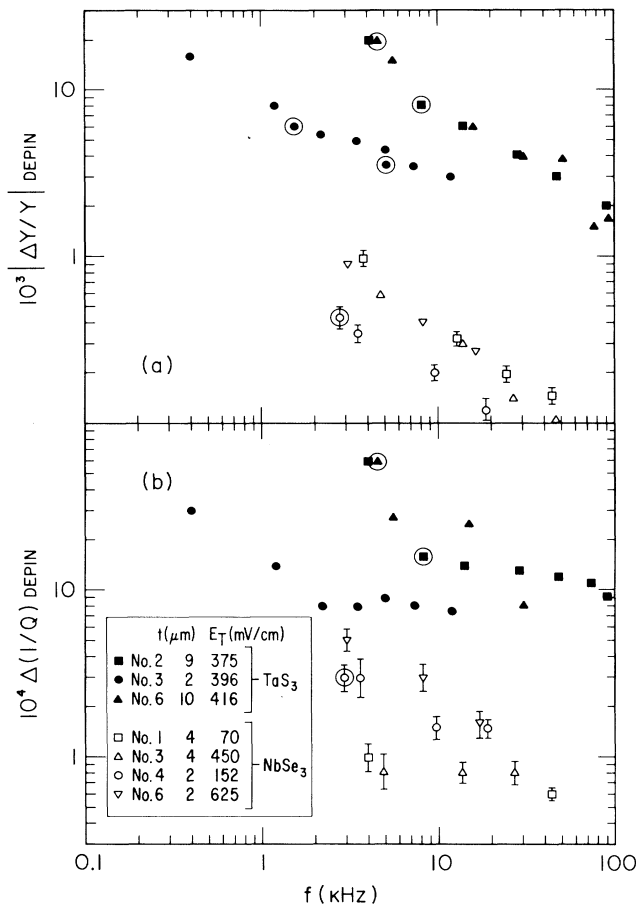 10
1
10³ |ΔY/Y| DEPIN
(a)
(b)
10
1
10⁴ Δ(1/Q) DEPIN
t(μm) E_T(mV/cm)
■ No.2 9 375
● No.3 2 396
▲ No.6 10 416
TaS₃
□ No.1 4 70
△ No.3 4 450
○ No.4 2 152
▽ No.6 2 625
NbSe₃
0.1 1 10 100
f (KHz)